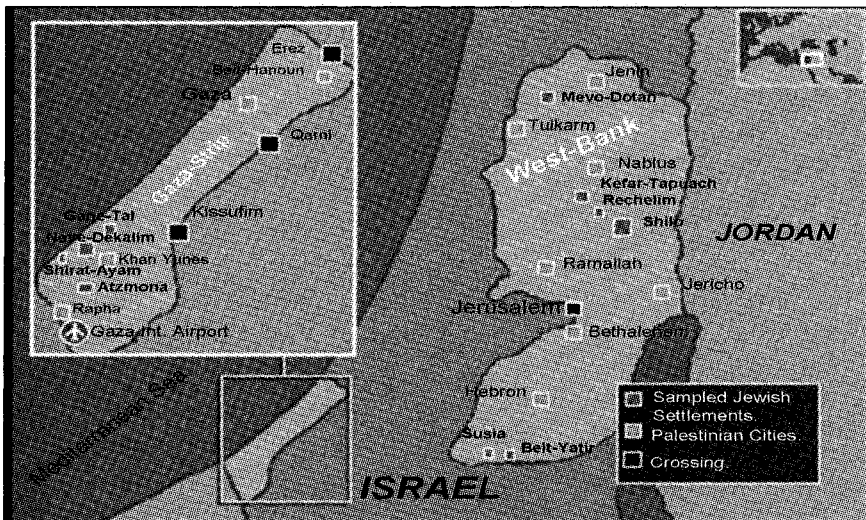 Erez
Beit-Hanoun
Gaza
Qarni
Gaza-Strip
Kissufim
Gane-Tal
Neve-Dekalim
Khan Yunes
Shirat-Ayam
Atzmona
Rapha
Gaza Int. Airport
Mediterranean Sea
Jenin
Mevo-Dotan
Tulkarm
West-Bank
Nablus
Kefar-Tapuach
Rechelim
Shilo
JORDAN
Ramallah
Jericho
Jerusalem
Bethalehem
Hebron
Susia
Beit-Yatir
ISRAEL
Sampled Jewish
Settlements.
Palestinian Cities.
Crossing.